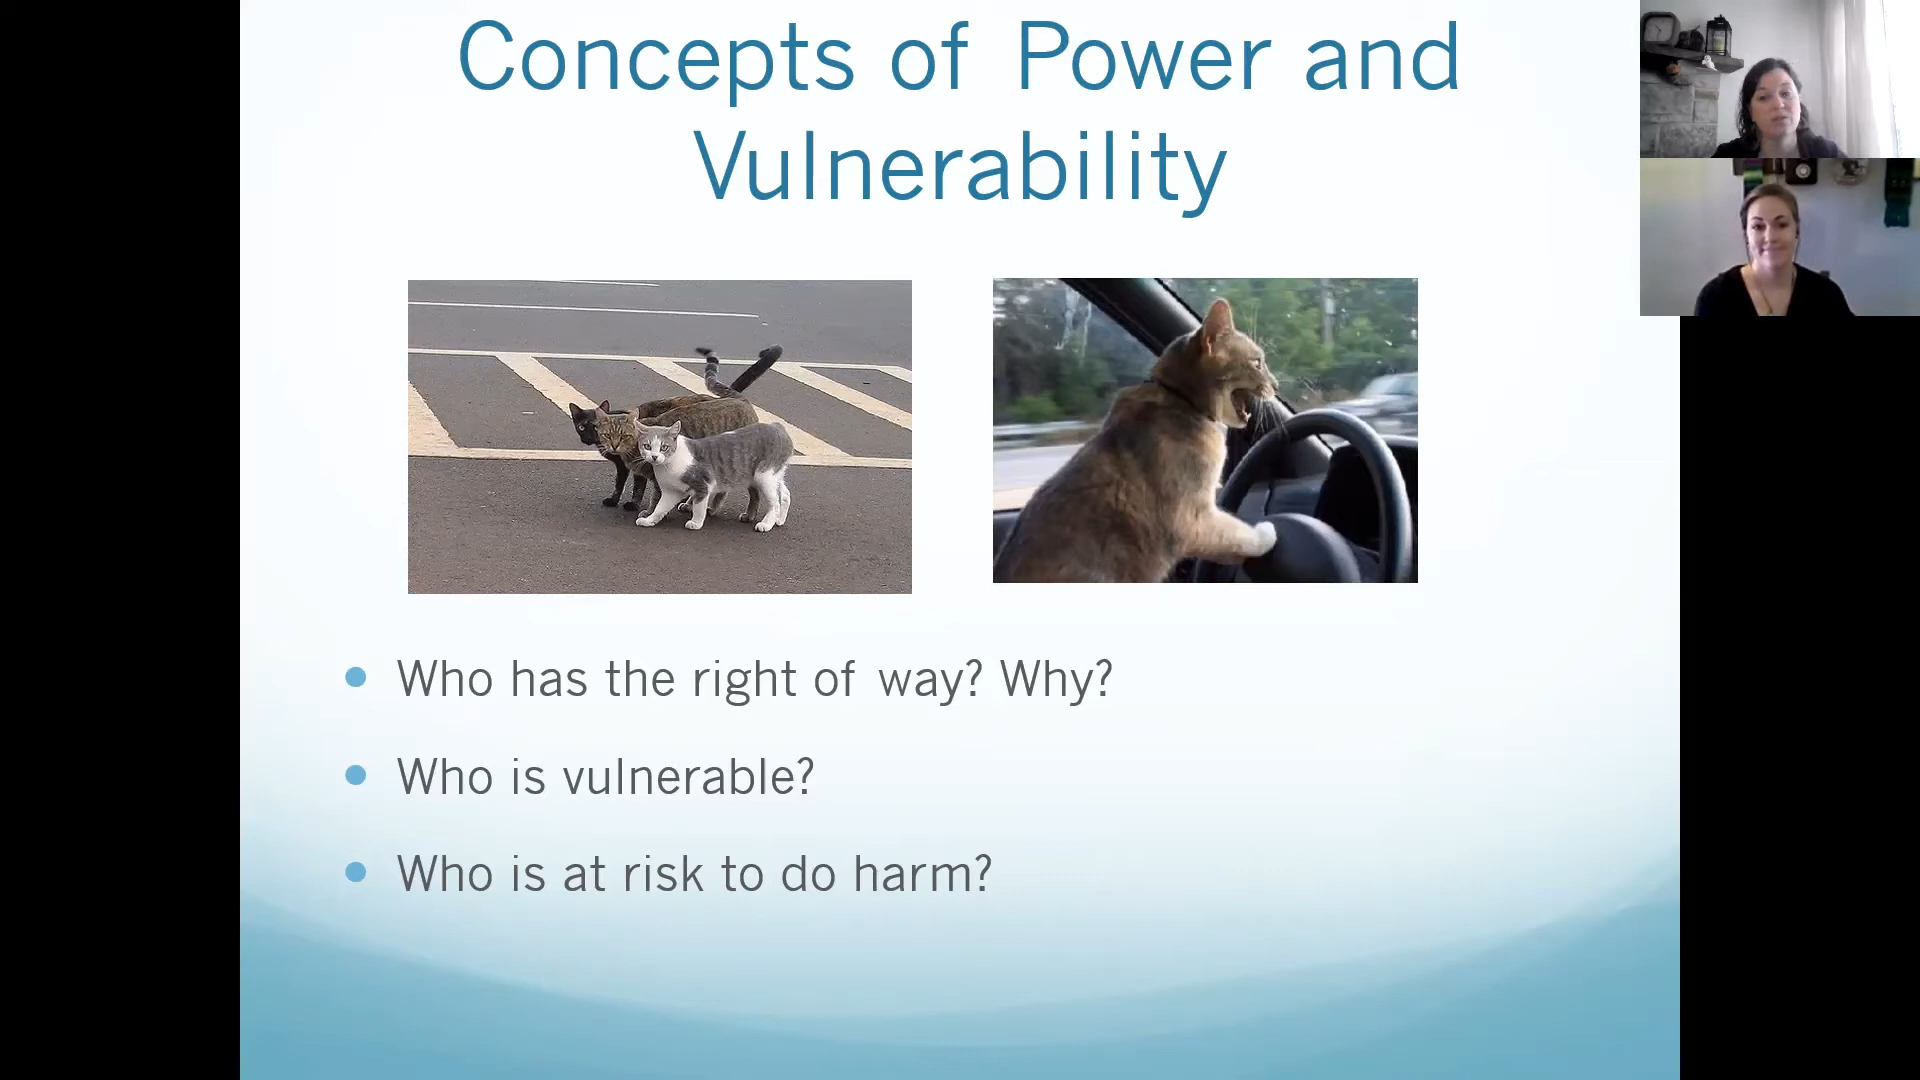 Concepts of Power and
Vulnerability
Who has the right of way? Why?
Who is vulnerable?
Who is at risk to do harm?